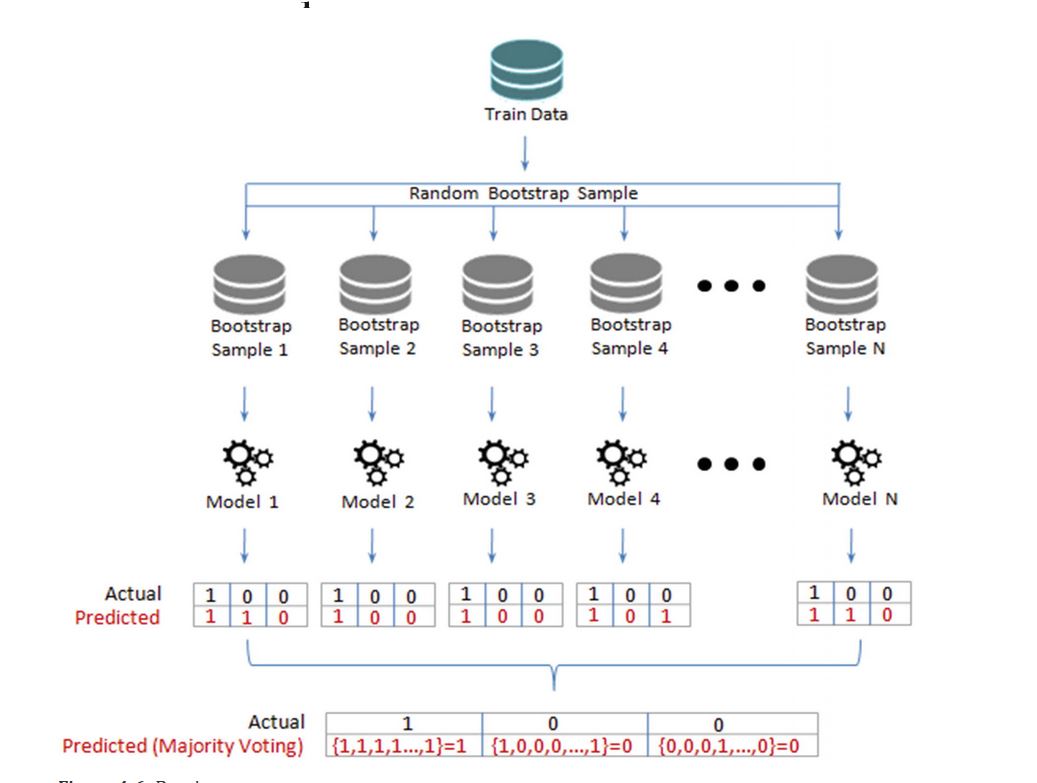 Train Data
Random Bootstrap Sample
Bootstrap Sample 1
Bootstrap Sample 2
Bootstrap Sample 3
Bootstrap Sample 4
Bootstrap Sample N
Model 1
Model 2
Model 3
Model 4
Model N
Actual 1 0 0 1 0 0 1 0 0 1 0 0 1 0 0
Predicted 1 1 0 1 0 0 1 0 0 1 0 1 1 1 0
Actual 1 0 0
Predicted (Majority Voting) {1,1,1,1...,1}=1 {1,0,0,0,...,1}=0 {0,0,0,1,...,0}=0